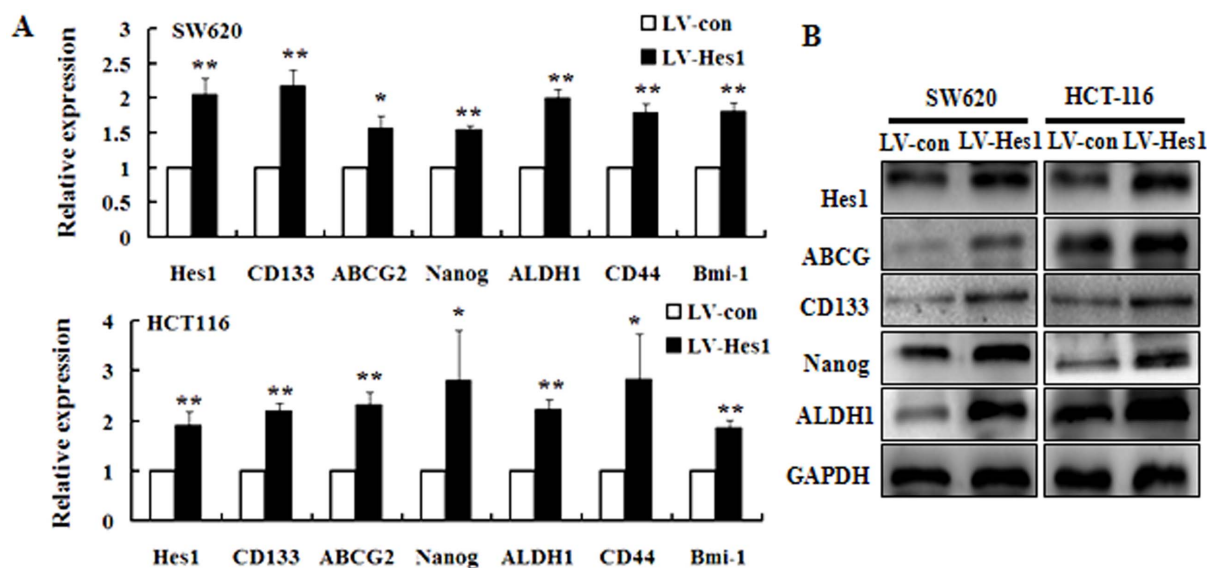 A
SW620
LV-con
LV-Hes1
Relative expression
3
2.5
2
1.5
1
0.5
0
** ** * ** ** ** **
Hes1 CD133 ABCG2 Nanog ALDH1 CD44 Bmi-1
HCT116
LV-con
LV-Hes1
Relative expression
4
3
2
1
0
** ** ** * ** * **
Hes1 CD133 ABCG2 Nanog ALDH1 CD44 Bmi-1
B
SW620 HCT-116
LV-con LV-Hes1 LV-con LV-Hes1
Hes1
ABCG
CD133
Nanog
ALDH1
GAPDH